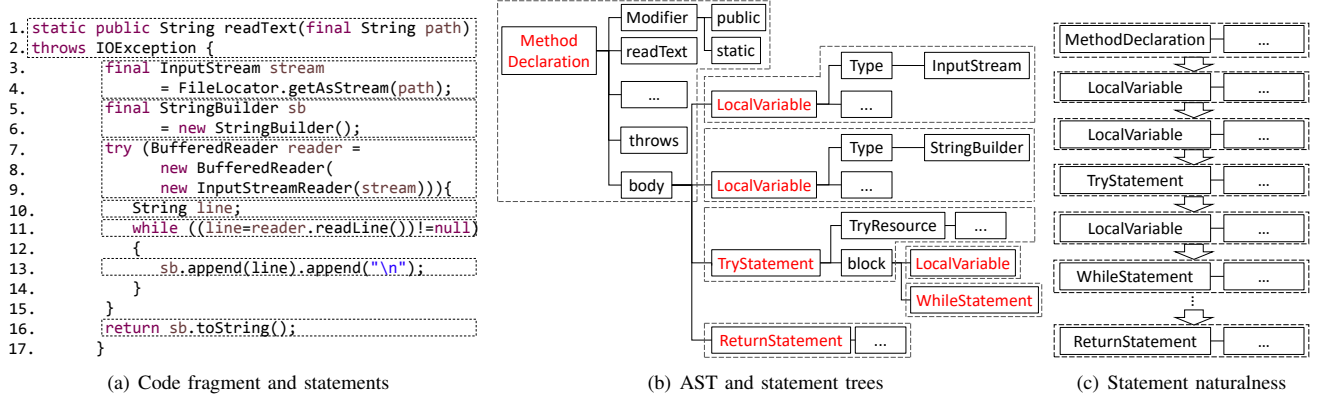 1. static public String readText(final String path)
2. throws IOException {
3. final InputStream stream
4. = FileLocator.getAsStream(path);
5. final StringBuilder sb
6. = new StringBuilder();
7. try (BufferedReader reader =
8. new BufferedReader(
9. new InputStreamReader(stream))){
10. String line;
11. while ((line=reader.readLine())!=null)
12. {
13. sb.append(line).append("\n");
14. }
15. }
16. return sb.toString();
17. }
(a) Code fragment and statements
Method
Declaration
Modifier
public
static
readText
...
throws
body
LocalVariable
Type
InputStream
...
LocalVariable
Type
StringBuilder
...
TryStatement
TryResource
...
block
LocalVariable
WhileStatement
ReturnStatement
...
(b) AST and statement trees
MethodDeclaration ...
LocalVariable ...
LocalVariable ...
TryStatement ...
LocalVariable ...
WhileStatement ...
ReturnStatement ...
(c) Statement naturalness